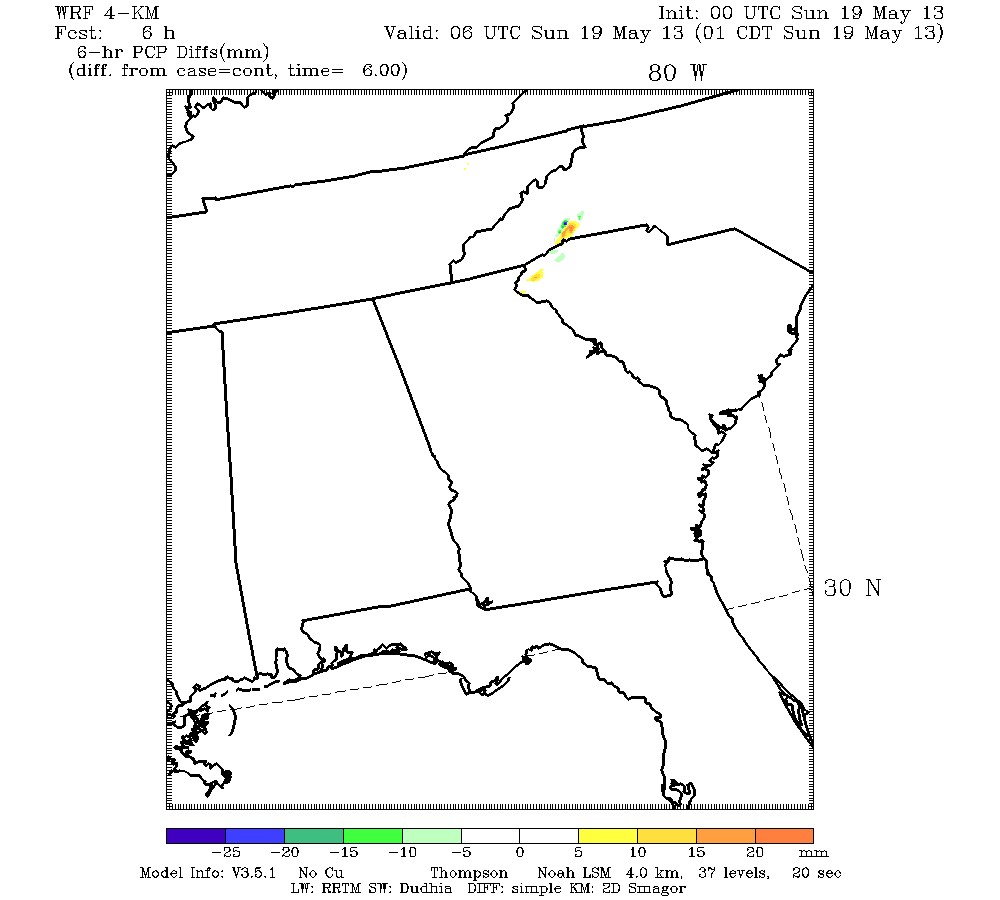 WRF 4-KM Init: 00 UTC Sun 19 May 13
Fcst: 6 h Valid: 06 UTC Sun 19 May 13 (01 CDT Sun 19 May 13)
6-hr PCP Diffs(mm)
(diff. from case=cont, time= 6.00)
80 W
30 N
-25 -20 -15 -10 -5 0 5 10 15 20 mm
Model Info: V3.5.1 No Cu Thompson Noah LSM 4.0 km, 37 levels, 20 sec
LW: RRTM SW: Dudhia DIFF: simple KM: 2D Smagor